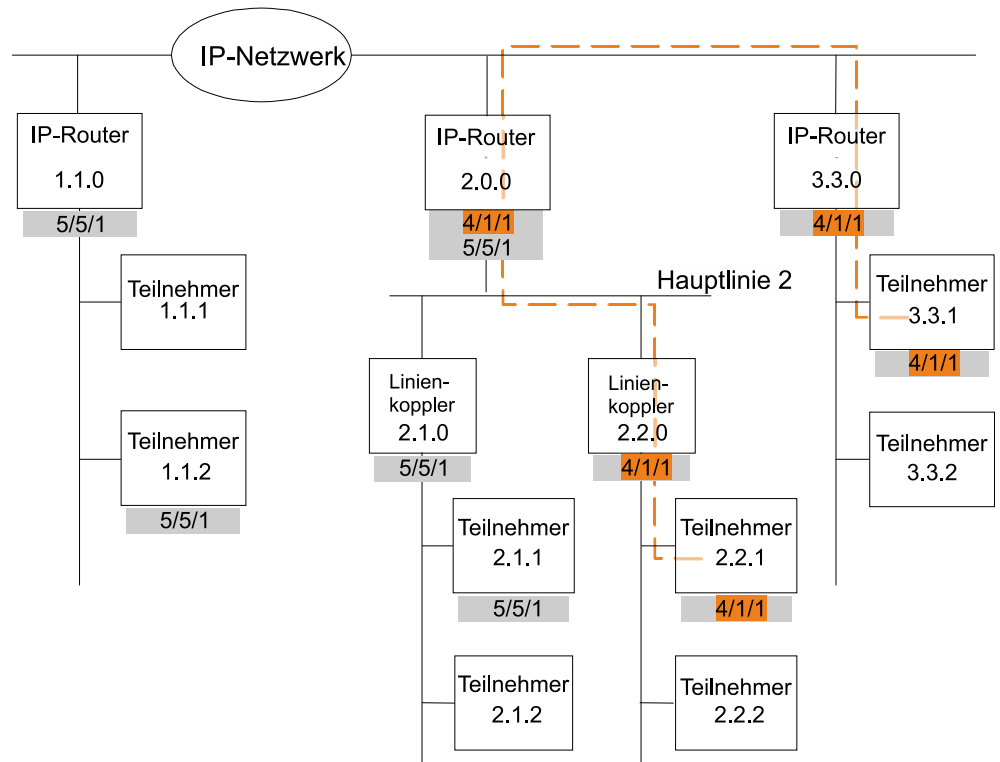 IP-Netzwerk
IP-Router
1.1.0
5/5/1
Teilnehmer
1.1.1
Teilnehmer
1.1.2
5/5/1
IP-Router
2.0.0
4/1/1
5/5/1
Hauptlinie 2
Linien-
koppler
2.1.0
5/5/1
Teilnehmer
2.1.1
5/5/1
Teilnehmer
2.1.2
Linien-
koppler
2.2.0
4/1/1
Teilnehmer
2.2.1
4/1/1
Teilnehmer
2.2.2
IP-Router
3.3.0
4/1/1
Teilnehmer
3.3.1
4/1/1
Teilnehmer
3.3.2